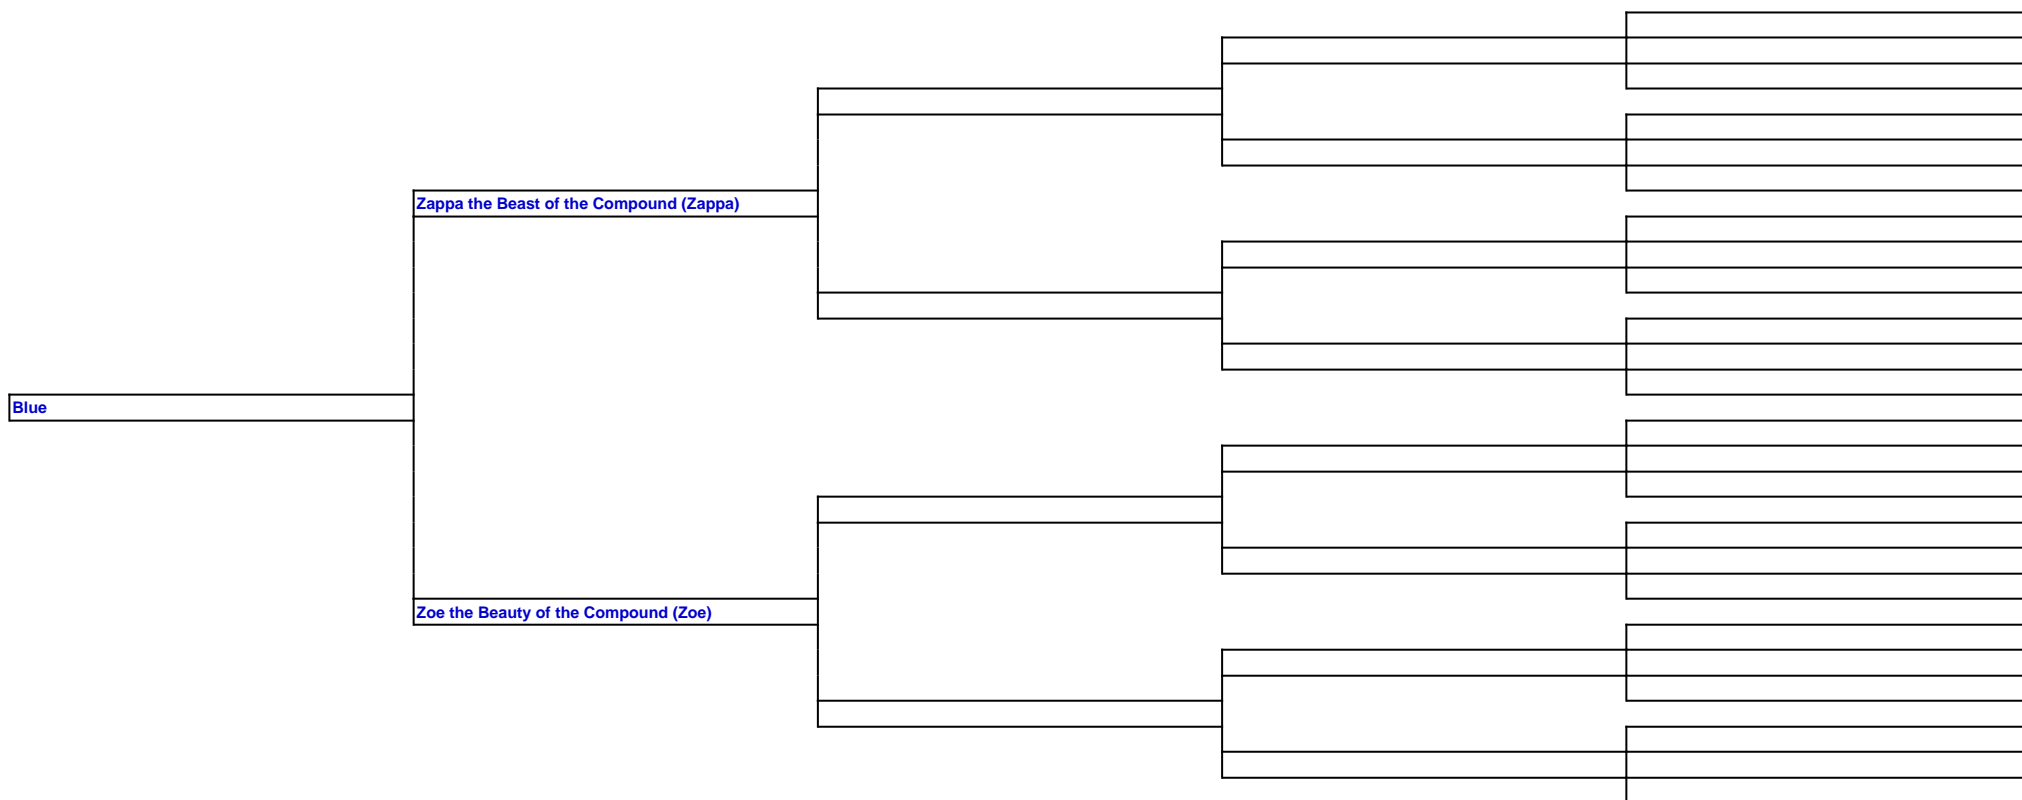 Zappa the Beast of the Compound (Zappa)
Blue
Zoe the Beauty of the Compound (Zoe)